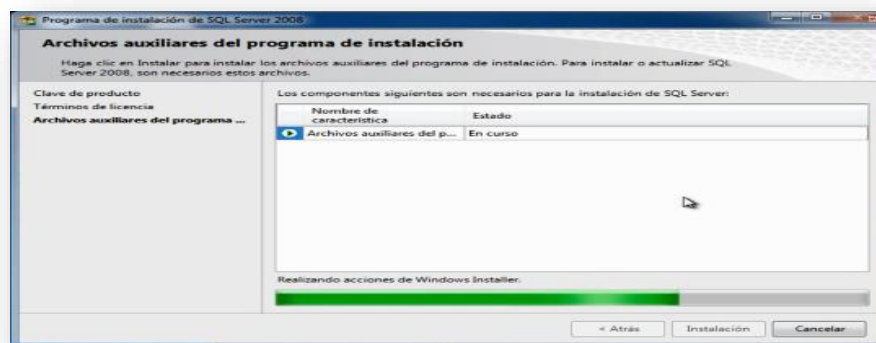 Programa de instalación de SQL Server 2008
Archivos auxiliares del programa de instalación
Haga clic en Instalar para instalar los archivos auxiliares del programa de instalación. Para instalar o actualizar SQL
Server 2008, son necesarios estos archivos.
Clave de producto
Términos de licencia
Archivos auxiliares del programa ...
Los componentes siguientes son necesarios para la instalación de SQL Server:
Nombre de
característica
Estado
Archivos auxiliares del p...
En curso
Realizando acciones de Windows Installer.
< Atrás
Instalación
Cancelar